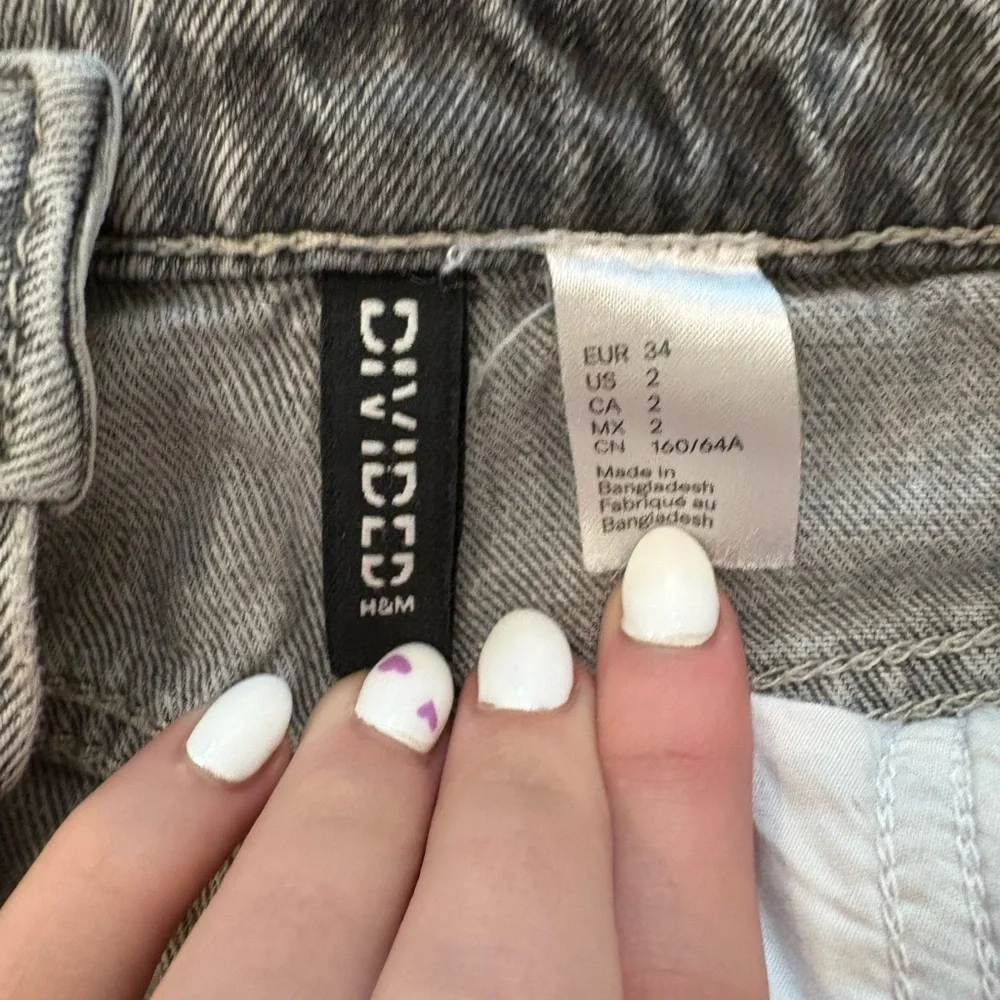 DIVIDED
H&M
EUR 34
US 2
CA 2
MX 2
CN 160/64A
Made in
Bangladesh
Fabriqué au
Bangladesh